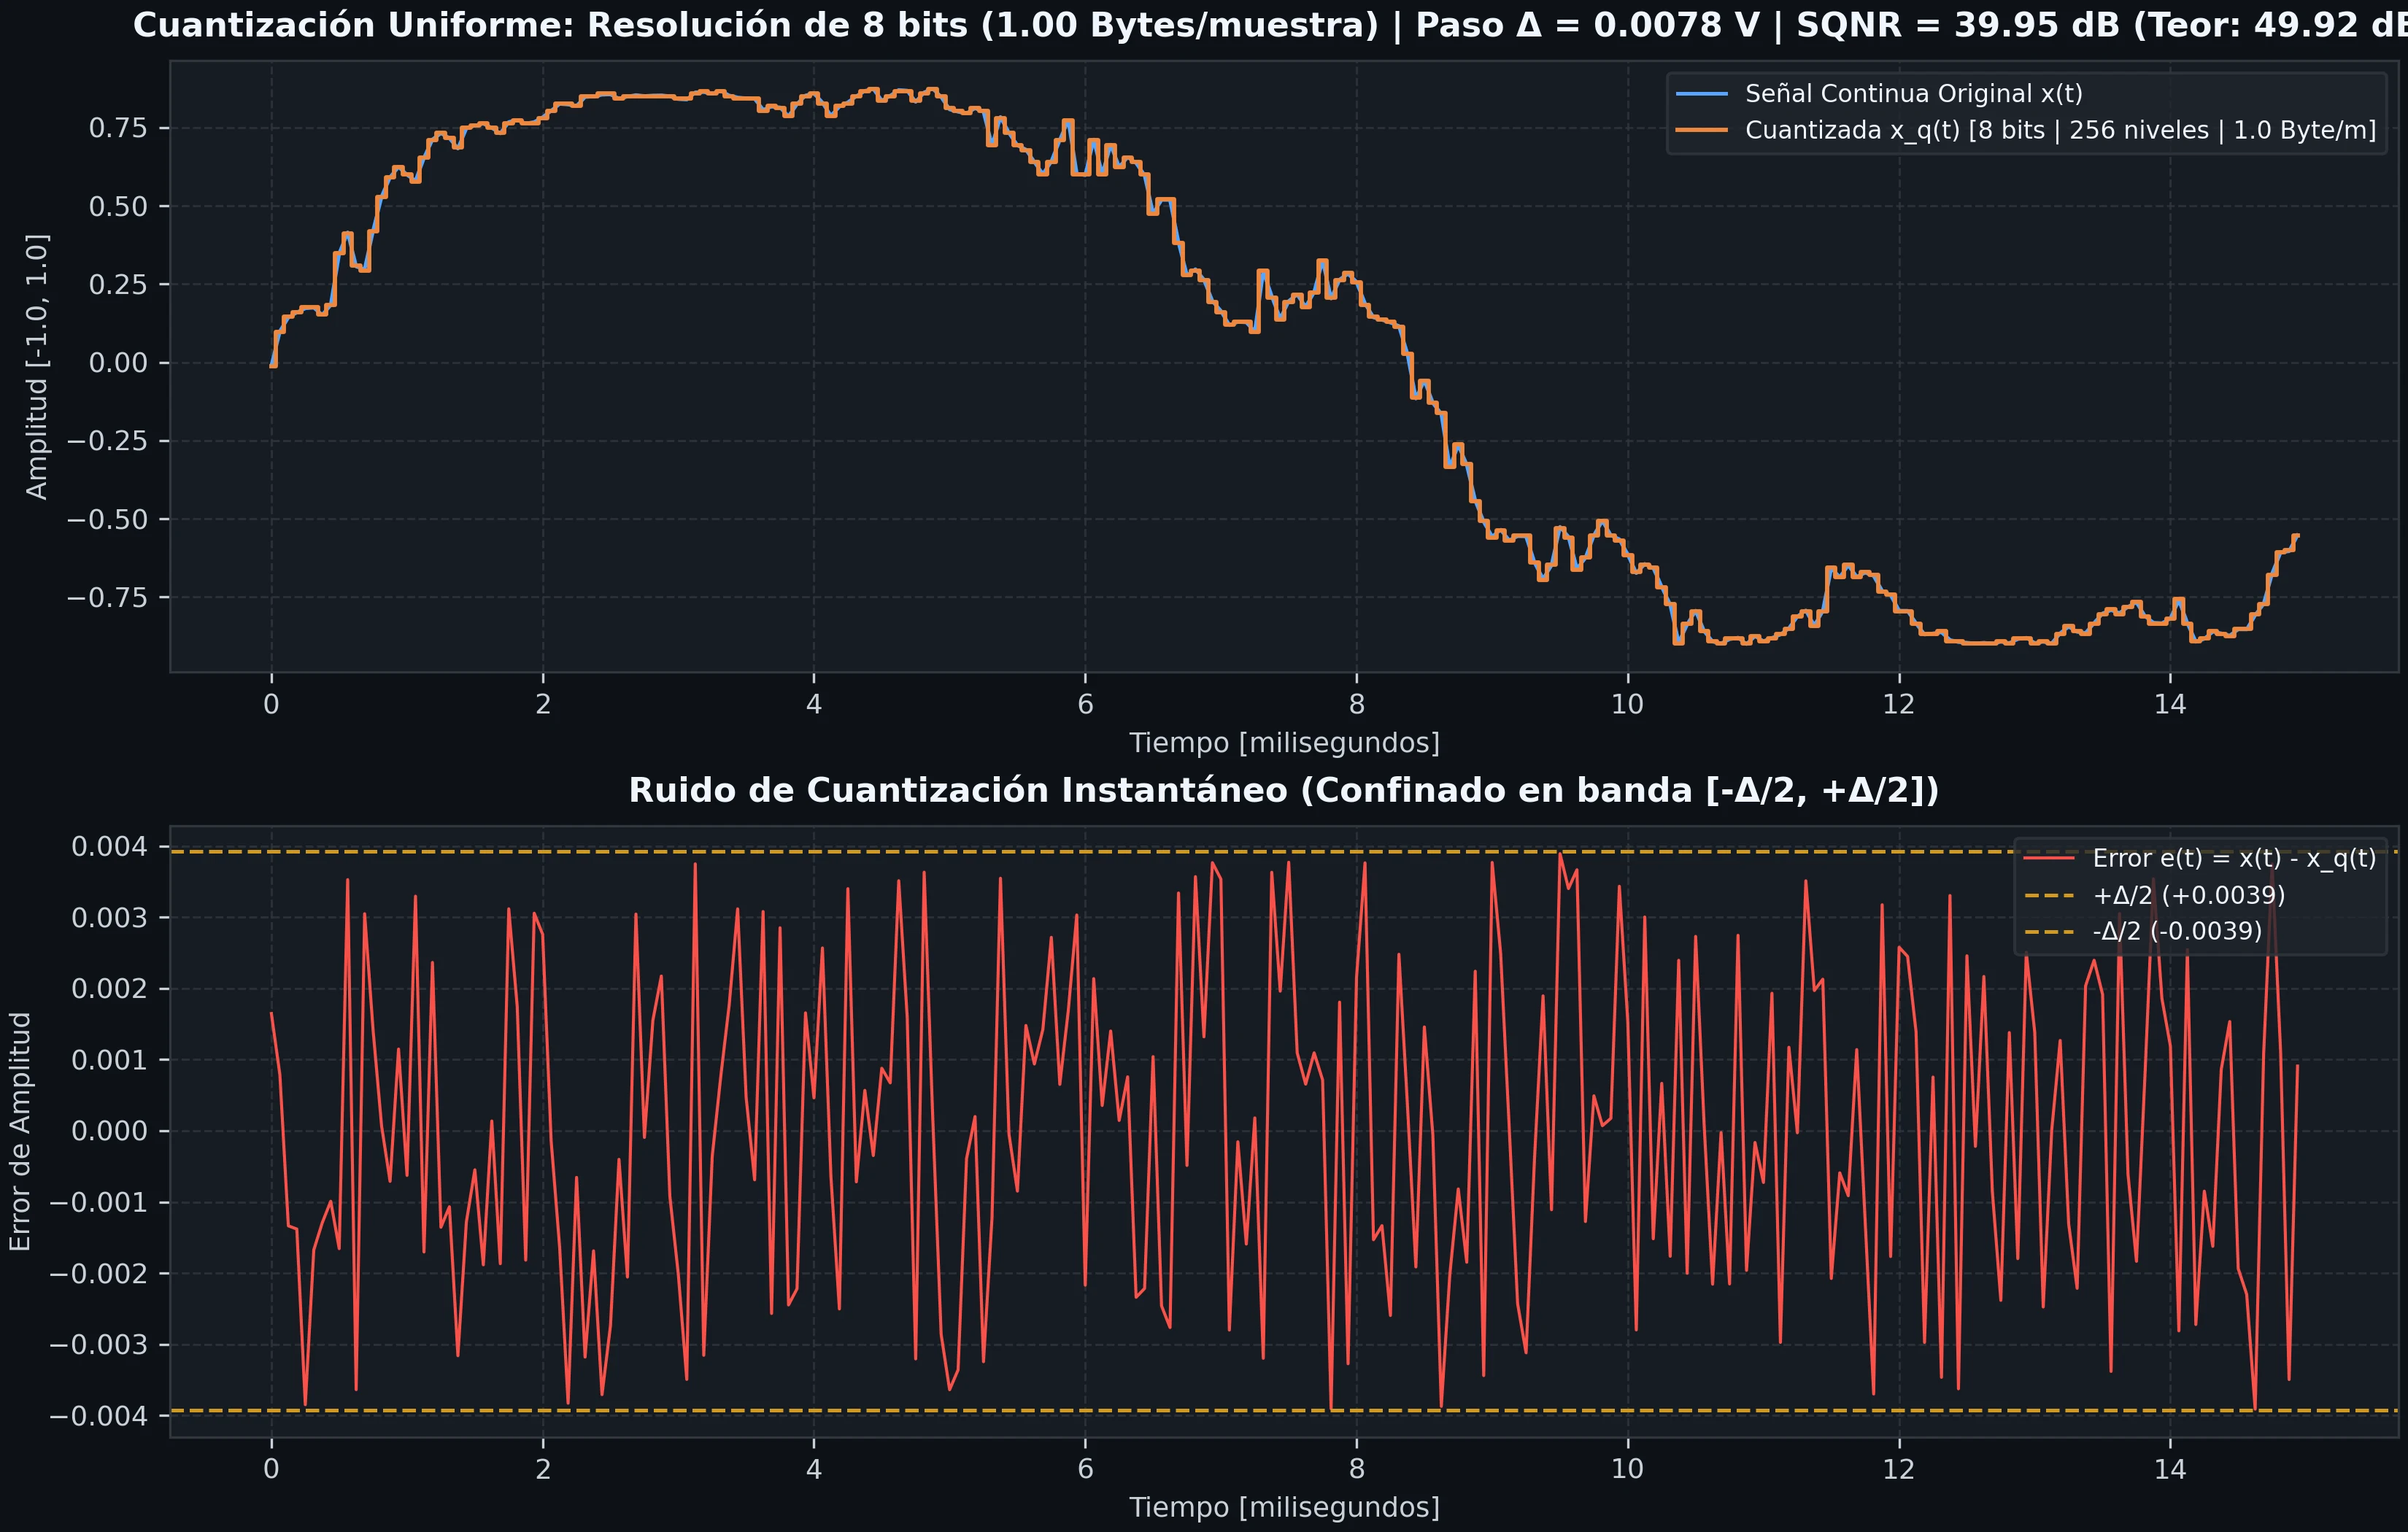 Cuantización Uniforme: Resolución de 8 bits (1.00 Bytes/muestra) | Paso Δ = 0.0078 V | SQNR = 39.95 dB (Teor: 49.92 dB
Señal Continua Original x(t)
Cuantizada x_q(t) [8 bits | 256 niveles | 1.0 Byte/m]
Amplitud [-1.0, 1.0]
0.75
0.50
0.25
0.00
−0.25
−0.50
−0.75
0 2 4 6 8 10 12 14
Tiempo [milisegundos]
Ruido de Cuantización Instantáneo (Confinado en banda [-Δ/2, +Δ/2])
Error e(t) = x(t) - x_q(t)
+Δ/2 (+0.0039)
-Δ/2 (-0.0039)
Error de Amplitud
0.004
0.003
0.002
0.001
0.000
−0.001
−0.002
−0.003
−0.004
0 2 4 6 8 10 12 14
Tiempo [milisegundos]